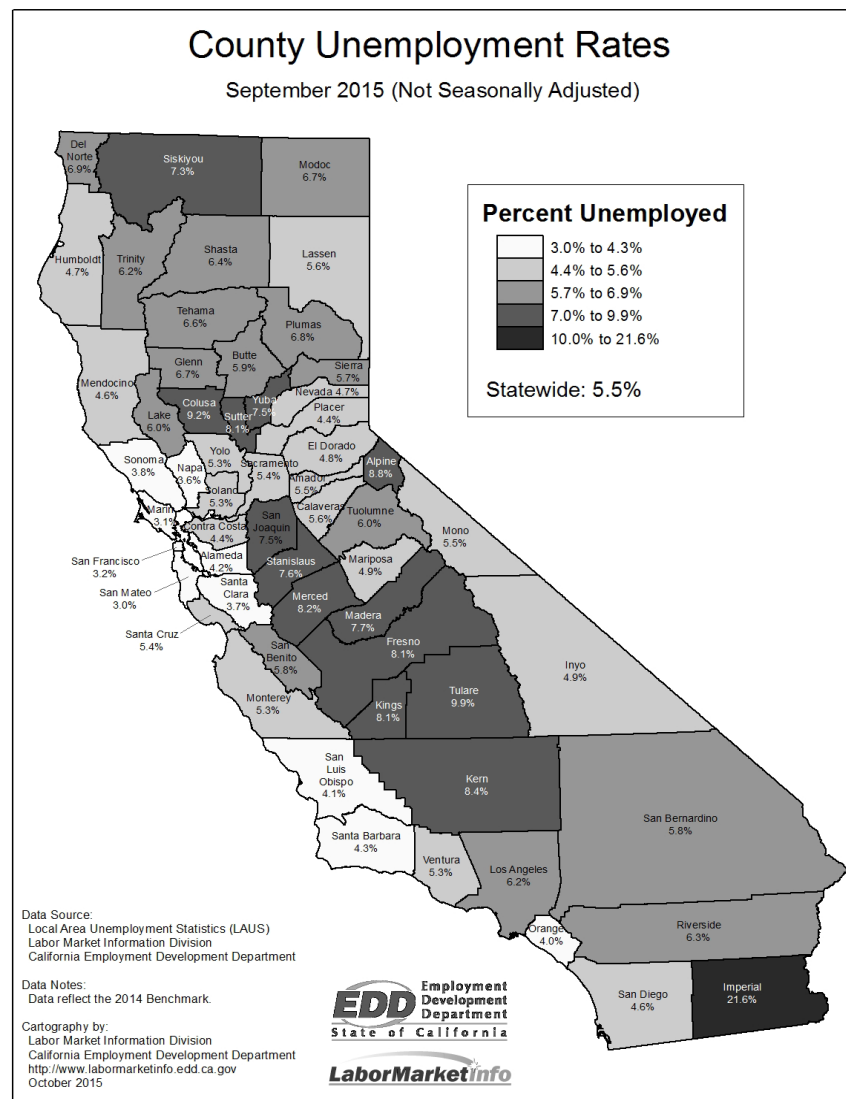 County Unemployment Rates
September 2015 (Not Seasonally Adjusted)
Del
Norte
6.9%
Siskiyou
7.3%
Modoc
6.7%
Humboldt
4.7%
Trinity
6.2%
Shasta
6.4%
Lassen
5.6%
Percent Unemployed
3.0% to 4.3%
4.4% to 5.6%
5.7% to 6.9%
7.0% to 9.9%
10.0% to 21.6%
Statewide: 5.5%
Tehama
6.6%
Plumas
6.8%
Mendocino
4.6%
Glenn
6.7%
Butte
5.9%
Sierra
5.7%
Lake
6.0%
Colusa
9.2%
Sutter
8.1%
Yuba
7.5%
Nevada 4.7%
Placer
4.4%
El Dorado
4.8%
Sonoma
3.8%
Napa
3.6%
Yolo
5.3%
Solano
5.3%
Sacramento
5.4%
Amador
5.5%
Alpine
8.8%
Marin
3.1%
Contra Costa
4.4%
San
Joaquin
7.5%
Calaveras
5.6%
Tuolumne
6.0%
Mono
5.5%
San Francisco
3.2%
Alameda
4.2%
Stanislaus
7.6%
Mariposa
4.9%
San Mateo
3.0%
Santa
Clara
3.7%
Merced
8.2%
Madera
7.7%
Santa Cruz
5.4%
San
Benito
5.8%
Fresno
8.1%
Inyo
4.9%
Monterey
5.3%
Kings
8.1%
Tulare
9.9%
San
Luis
Obispo
4.1%
Kern
8.4%
San Bernardino
5.8%
Santa Barbara
4.3%
Ventura
5.3%
Los Angeles
6.2%
Orange
4.0%
Riverside
6.3%
San Diego
4.6%
Imperial
21.6%
Data Source:
Local Area Unemployment Statistics (LAUS)
Labor Market Information Division
California Employment Development Department
Data Notes:
Data reflect the 2014 Benchmark.
Cartography by:
Labor Market Information Division
California Employment Development Department
http://www.labormarketinfo.edd.ca.gov
October 2015
EDD
Employment
Development
Department
State of California
LaborMarketInfo